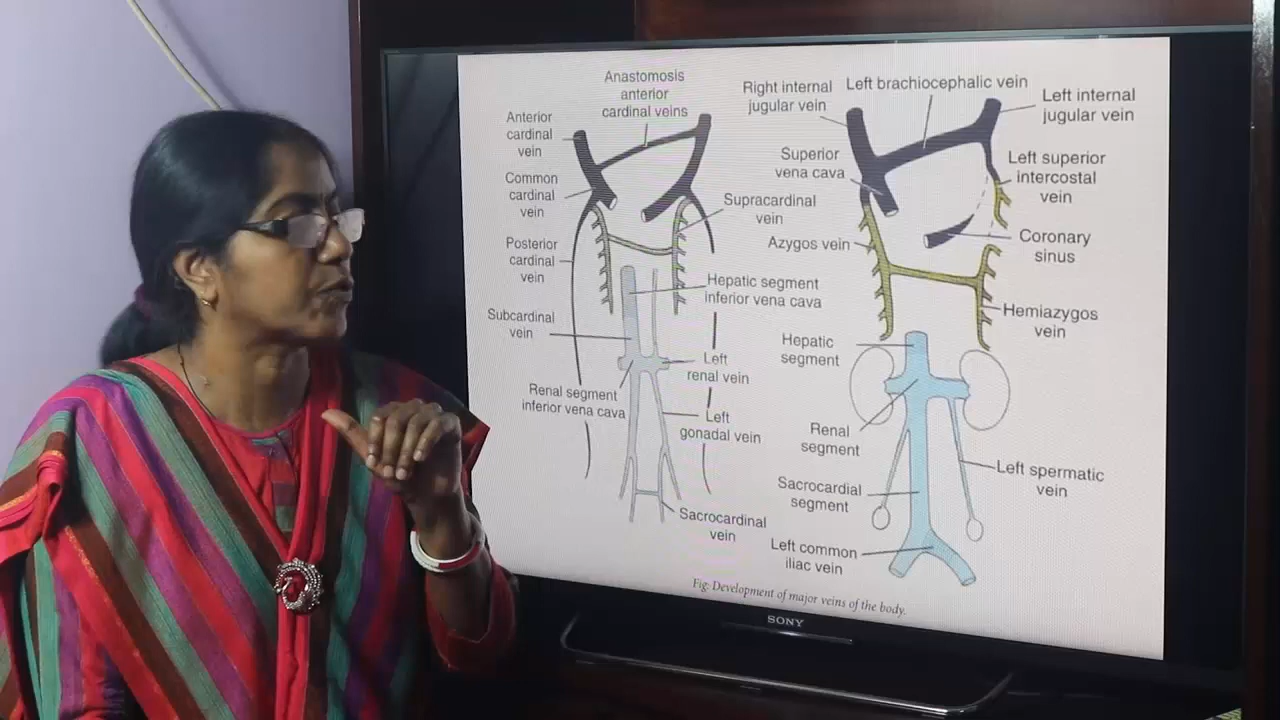 Anastomosis
anterior
cardinal veins
Anterior
cardinal
vein
Common
cardinal
vein
Posterior
cardinal
vein
Subcardinal
vein
Supracardinal
vein
Hepatic segment
inferior vena cava
Left
renal vein
Renal segment
inferior vena cava
Left
gonadal vein
Sacrocardinal
vein
Right internal
jugular vein
Left brachiocephalic vein
Left internal
jugular vein
Superior
vena cava
Left superior
intercostal
vein
Azygos vein
Coronary
sinus
Hemiazygos
vein
Hepatic
segment
Renal
segment
Left spermatic
vein
Sacrocardial
segment
Left common
iliac vein
Fig: Development of major veins of the body.
SONY